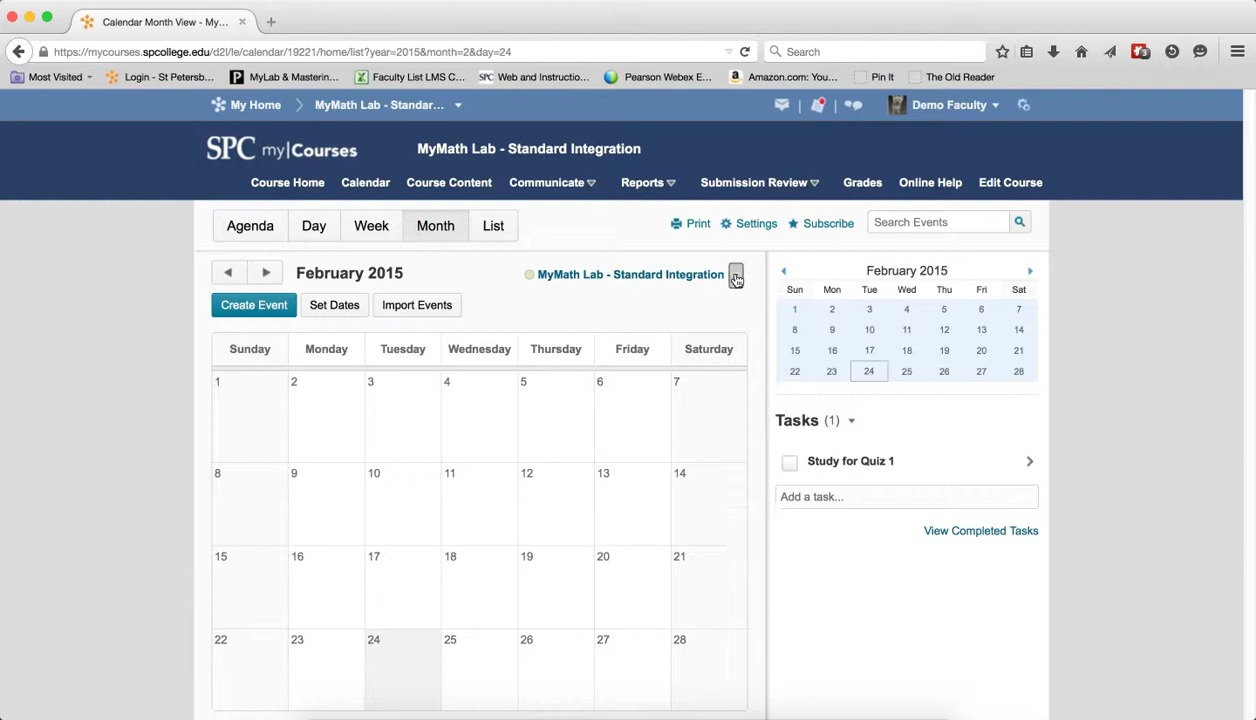 Calendar Month View - My...
https://mycourses.spcollege.edu/d2l/le/calendar/19221/home/list?year=2015&month=2&day=24
Search
Most Visited
Login - St Petersb...
MyLab & Mastering...
Faculty List LMS C...
Web and Instructio...
Pearson Webex E...
Amazon.com: You...
Pin It
The Old Reader
My Home
MyMath Lab - Standar...
Demo Faculty
SPC my|Courses
MyMath Lab - Standard Integration
Course Home Calendar Course Content Communicate Reports Submission Review Grades Online Help Edit Course
Agenda Day Week Month List
Print Settings Subscribe
Search Events
February 2015
MyMath Lab - Standard Integration
Create Event Set Dates Import Events
Sunday Monday Tuesday Wednesday Thursday Friday Saturday
1 2 3 4 5 6 7
8 9 10 11 12 13 14
15 16 17 18 19 20 21
22 23 24 25 26 27 28
February 2015
Sun Mon Tue Wed Thu Fri Sat
1 2 3 4 5 6 7
8 9 10 11 12 13 14
15 16 17 18 19 20 21
22 23 24 25 26 27 28
Tasks (1)
Study for Quiz 1
Add a task...
View Completed Tasks